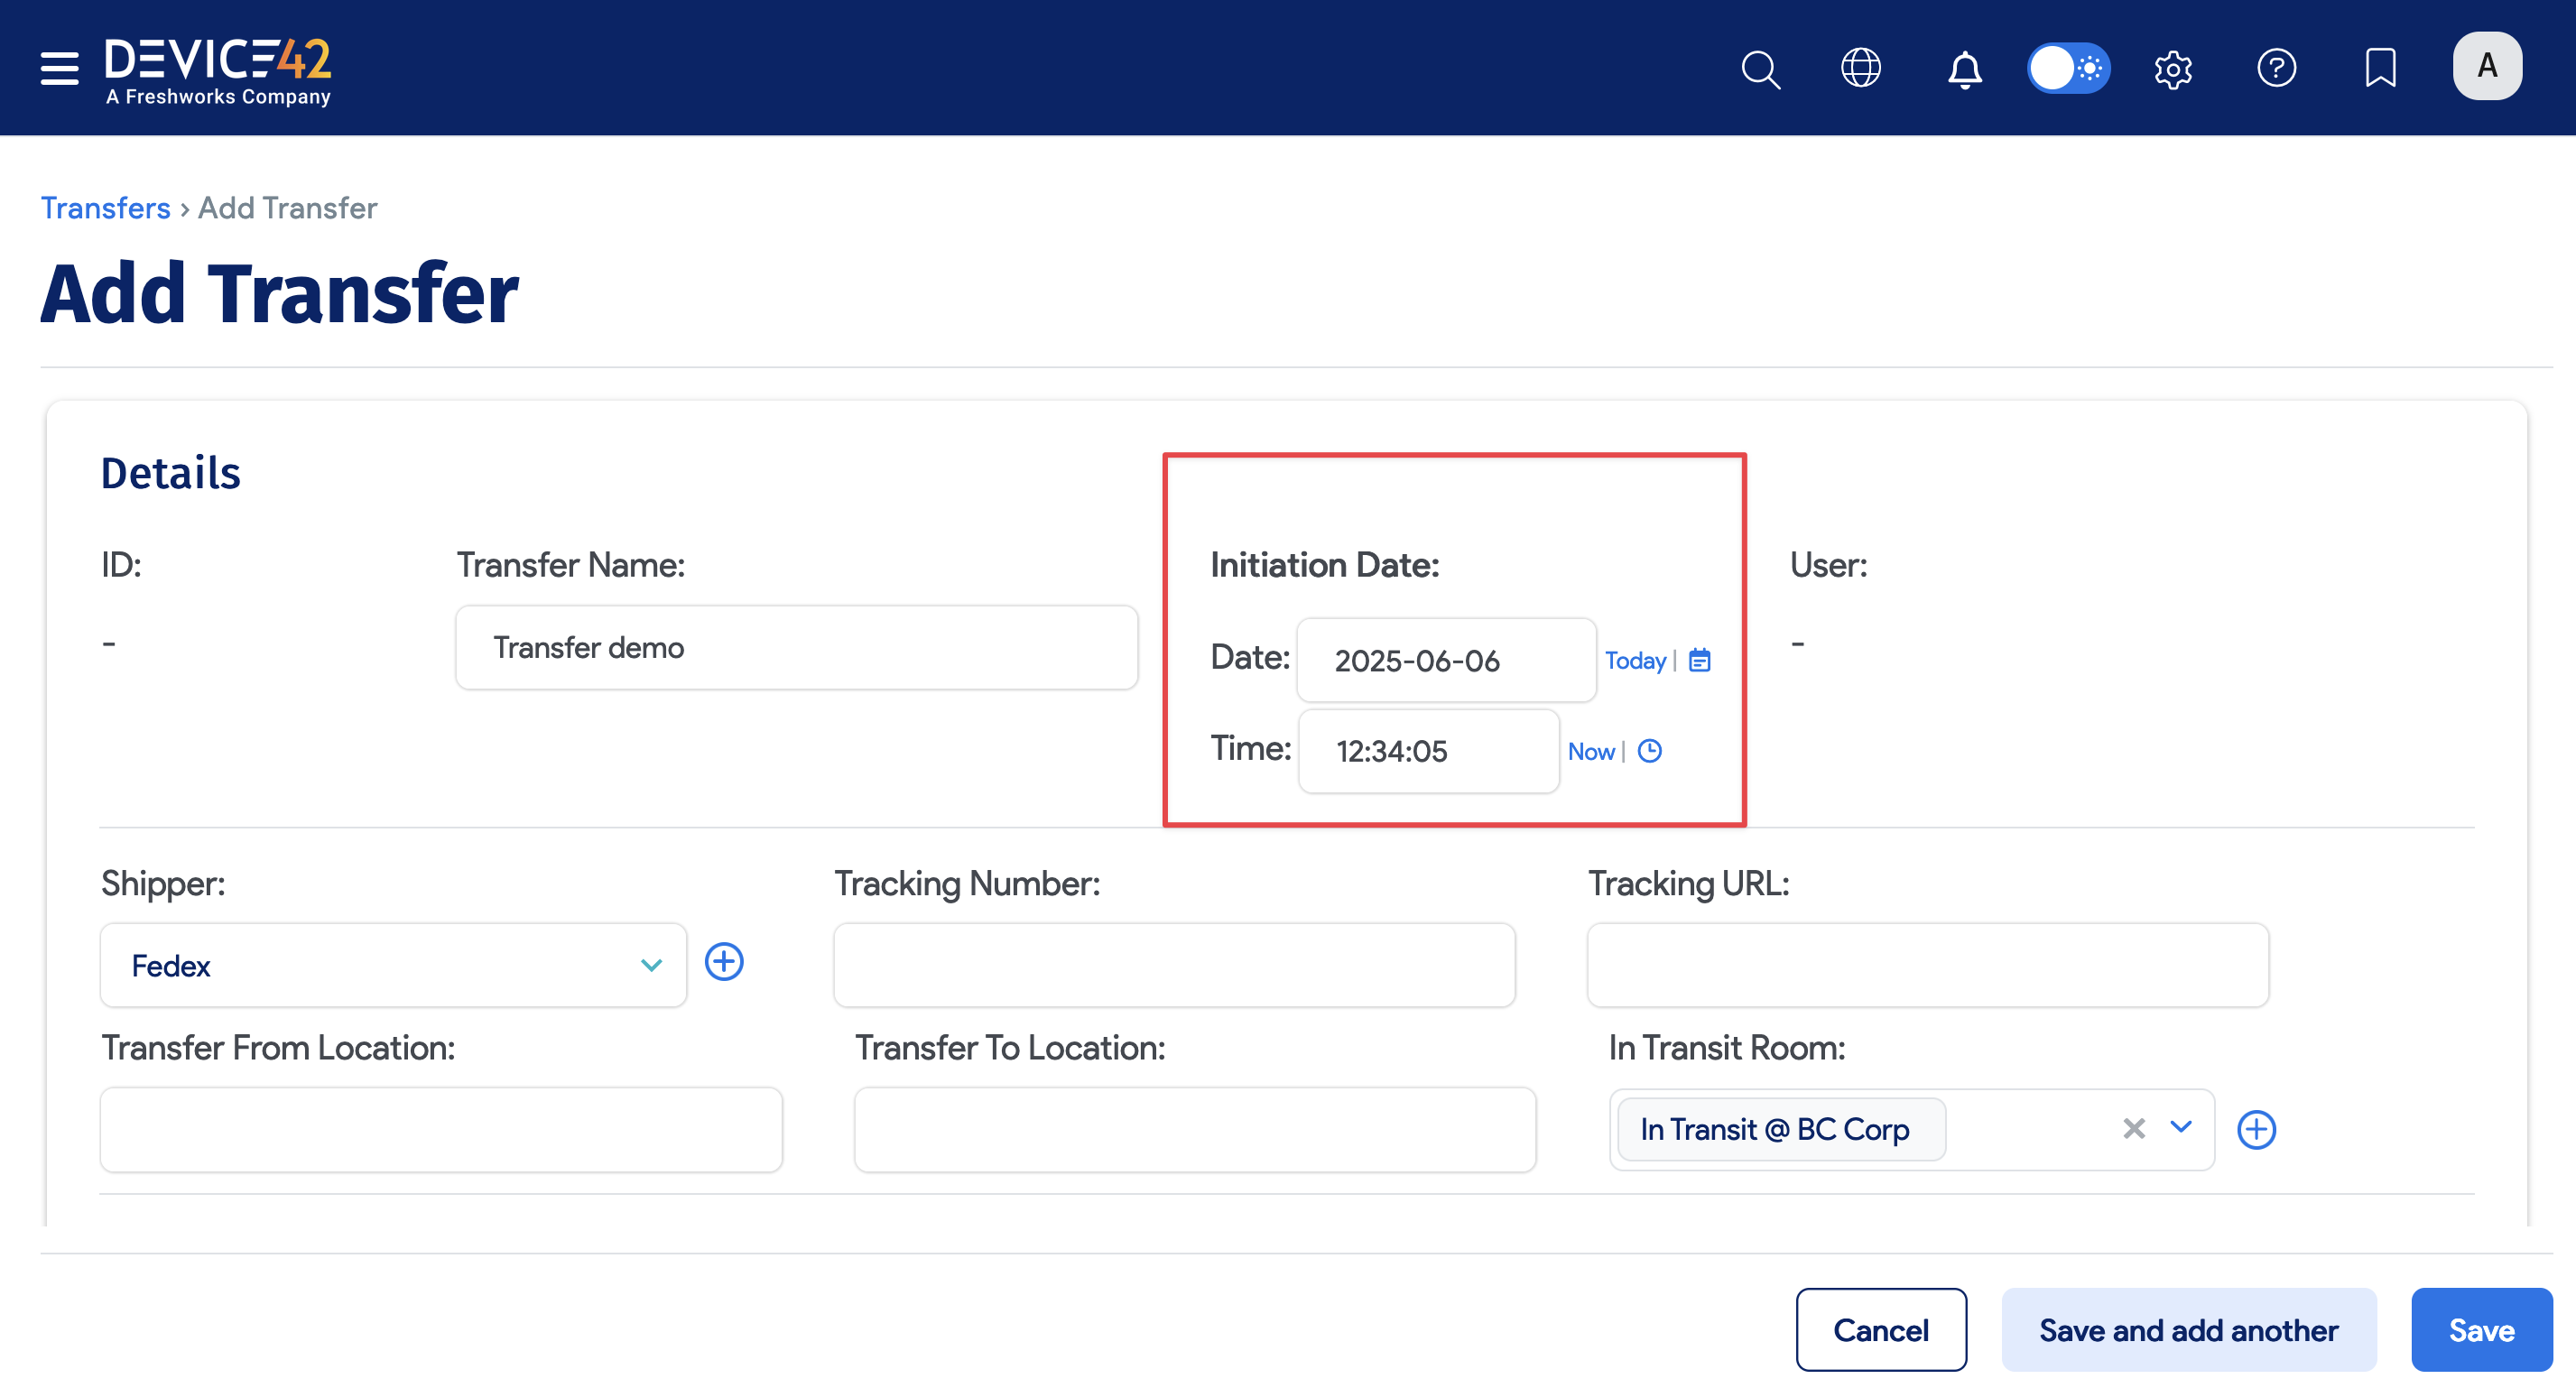 DEVICE42
A Freshworks Company
A
Transfers › Add Transfer
Add Transfer
Details
ID:
-
Transfer Name:
Transfer demo
Initiation Date:
Date: 2025-06-06 Today |
Time: 12:34:05 Now |
User:
-
Shipper:
Fedex
Tracking Number:
Tracking URL:
Transfer From Location:
Transfer To Location:
In Transit Room:
In Transit @ BC Corp
Cancel
Save and add another
Save